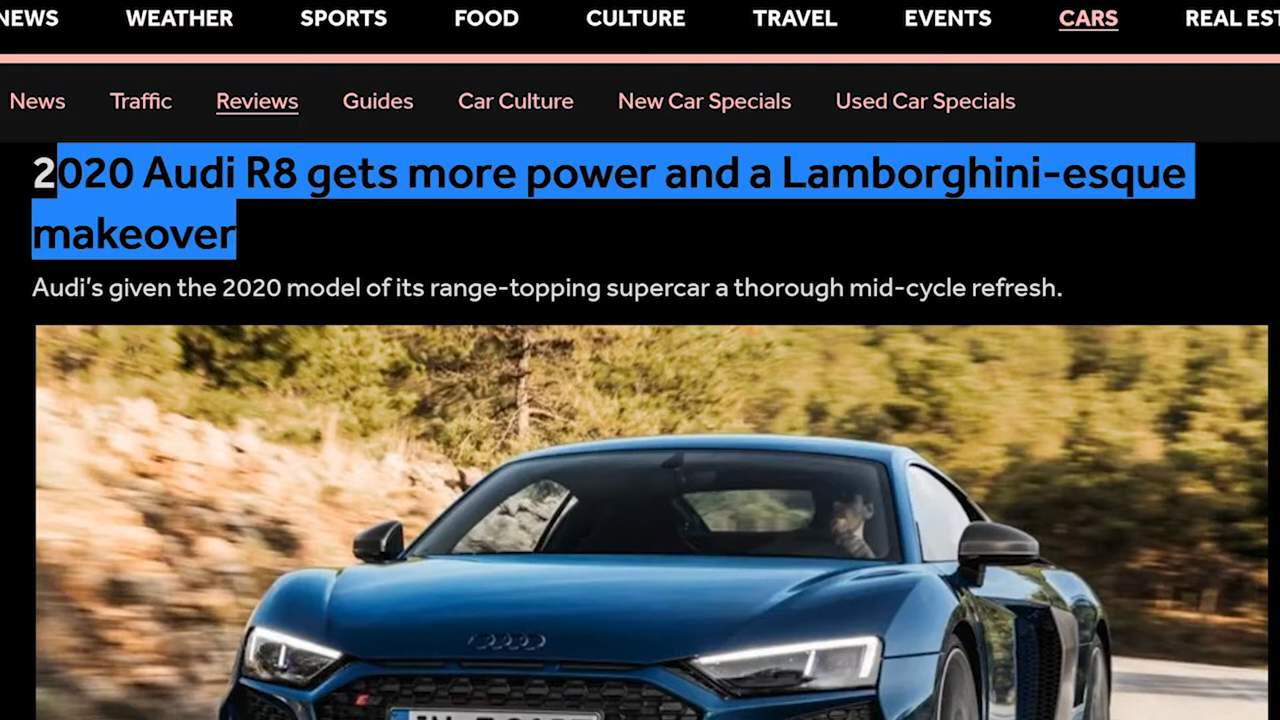 NEWS WEATHER SPORTS FOOD CULTURE TRAVEL EVENTS CARS REAL
News Traffic Reviews Guides Car Culture New Car Specials Used Car Specials
2020 Audi R8 gets more power and a Lamborghini-esque
makeover
Audi's given the 2020 model of its range-topping supercar a thorough mid-cycle refresh.